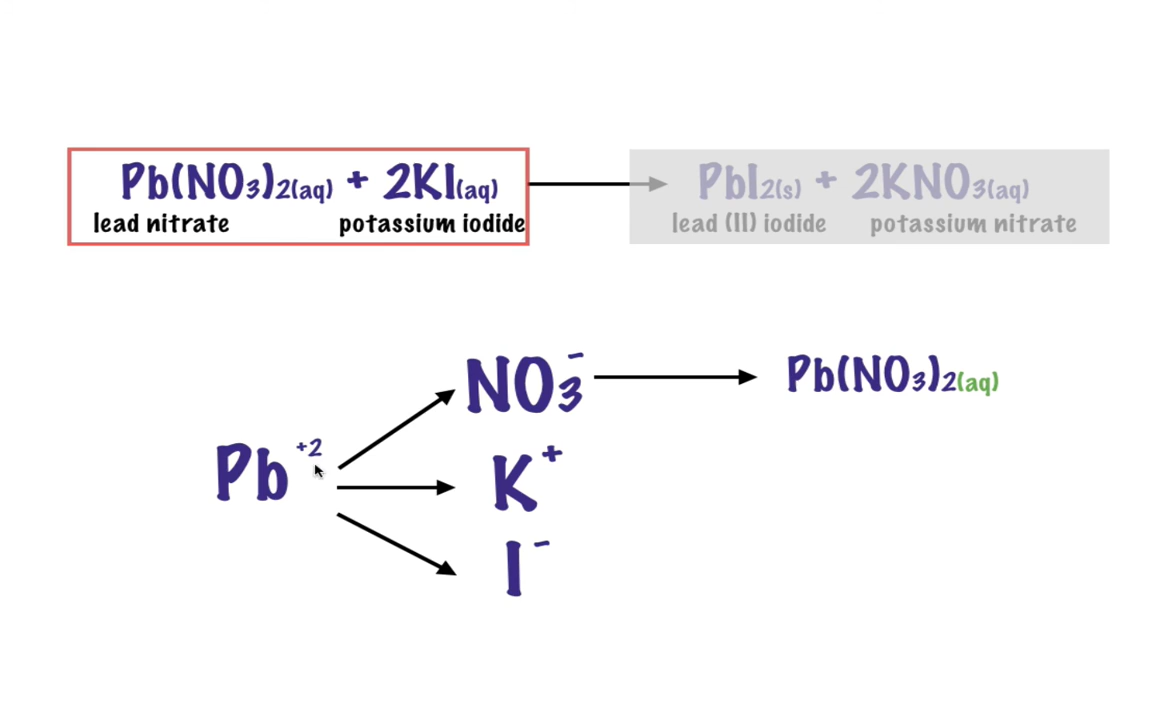 Pb(NO₃)₂(aq) + 2KI(aq) → PbI₂(s) + 2KNO₃(aq)
lead nitrate potassium iodide lead (II) iodide potassium nitrate
NO₃⁻ → Pb(NO₃)₂(aq)
Pb⁺² K⁺
I⁻